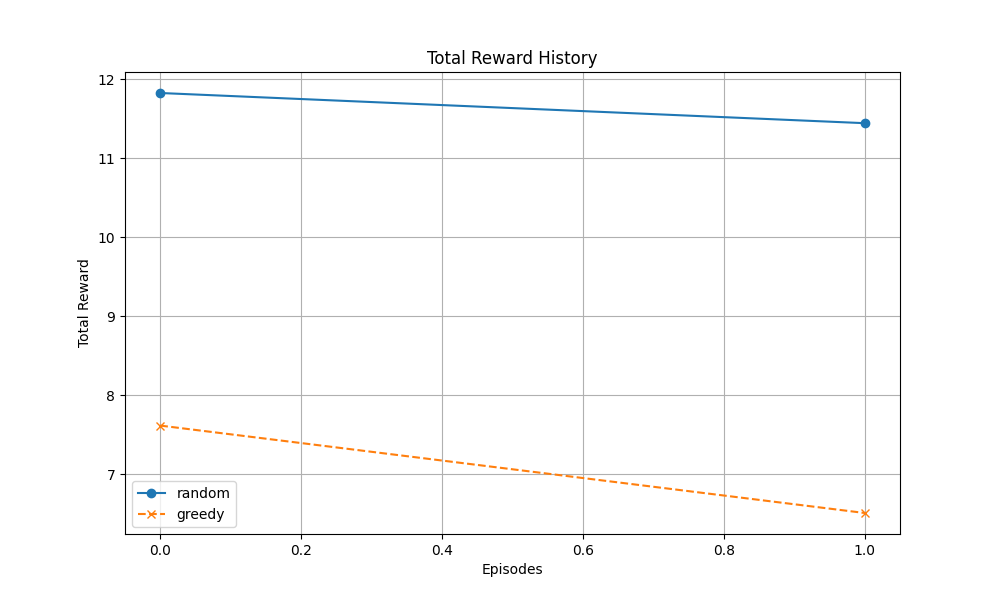 Total Reward History
Total Reward
12
11
10
9
8
7
random
greedy
0.0 0.2 0.4 0.6 0.8 1.0
Episodes